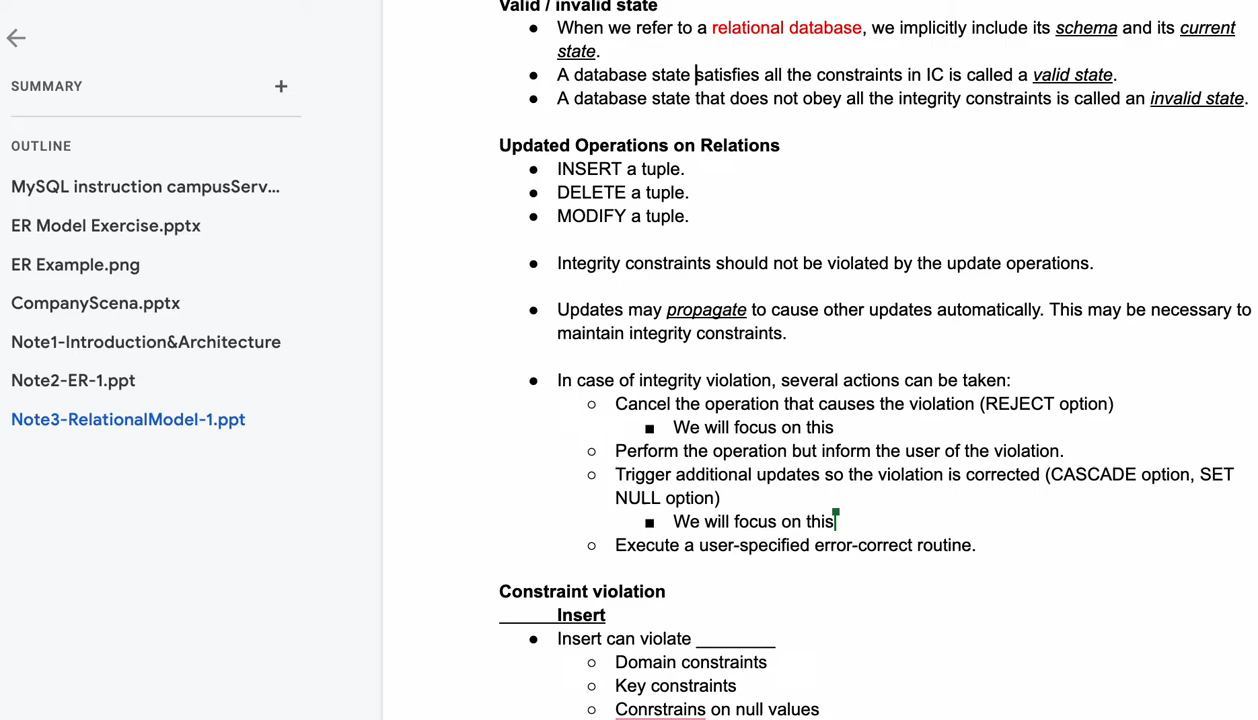 SUMMARY
OUTLINE
MySQL instruction campusServ...
ER Model Exercise.pptx
ER Example.png
CompanyScena.pptx
Note1-Introduction&Architecture
Note2-ER-1.ppt
Note3-RelationalModel-1.ppt
Valid / invalid state
● When we refer to a relational database, we implicitly include its schema and its current
state.
● A database state satisfies all the constraints in IC is called a valid state.
● A database state that does not obey all the integrity constraints is called an invalid state.
Updated Operations on Relations
● INSERT a tuple.
● DELETE a tuple.
● MODIFY a tuple.
● Integrity constraints should not be violated by the update operations.
● Updates may propagate to cause other updates automatically. This may be necessary to
maintain integrity constraints.
● In case of integrity violation, several actions can be taken:
○ Cancel the operation that causes the violation (REJECT option)
■ We will focus on this
○ Perform the operation but inform the user of the violation.
○ Trigger additional updates so the violation is corrected (CASCADE option, SET
NULL option)
■ We will focus on this
○ Execute a user-specified error-correct routine.
Constraint violation
Insert
● Insert can violate ________
○ Domain constraints
○ Key constraints
○ Conrstrains on null values